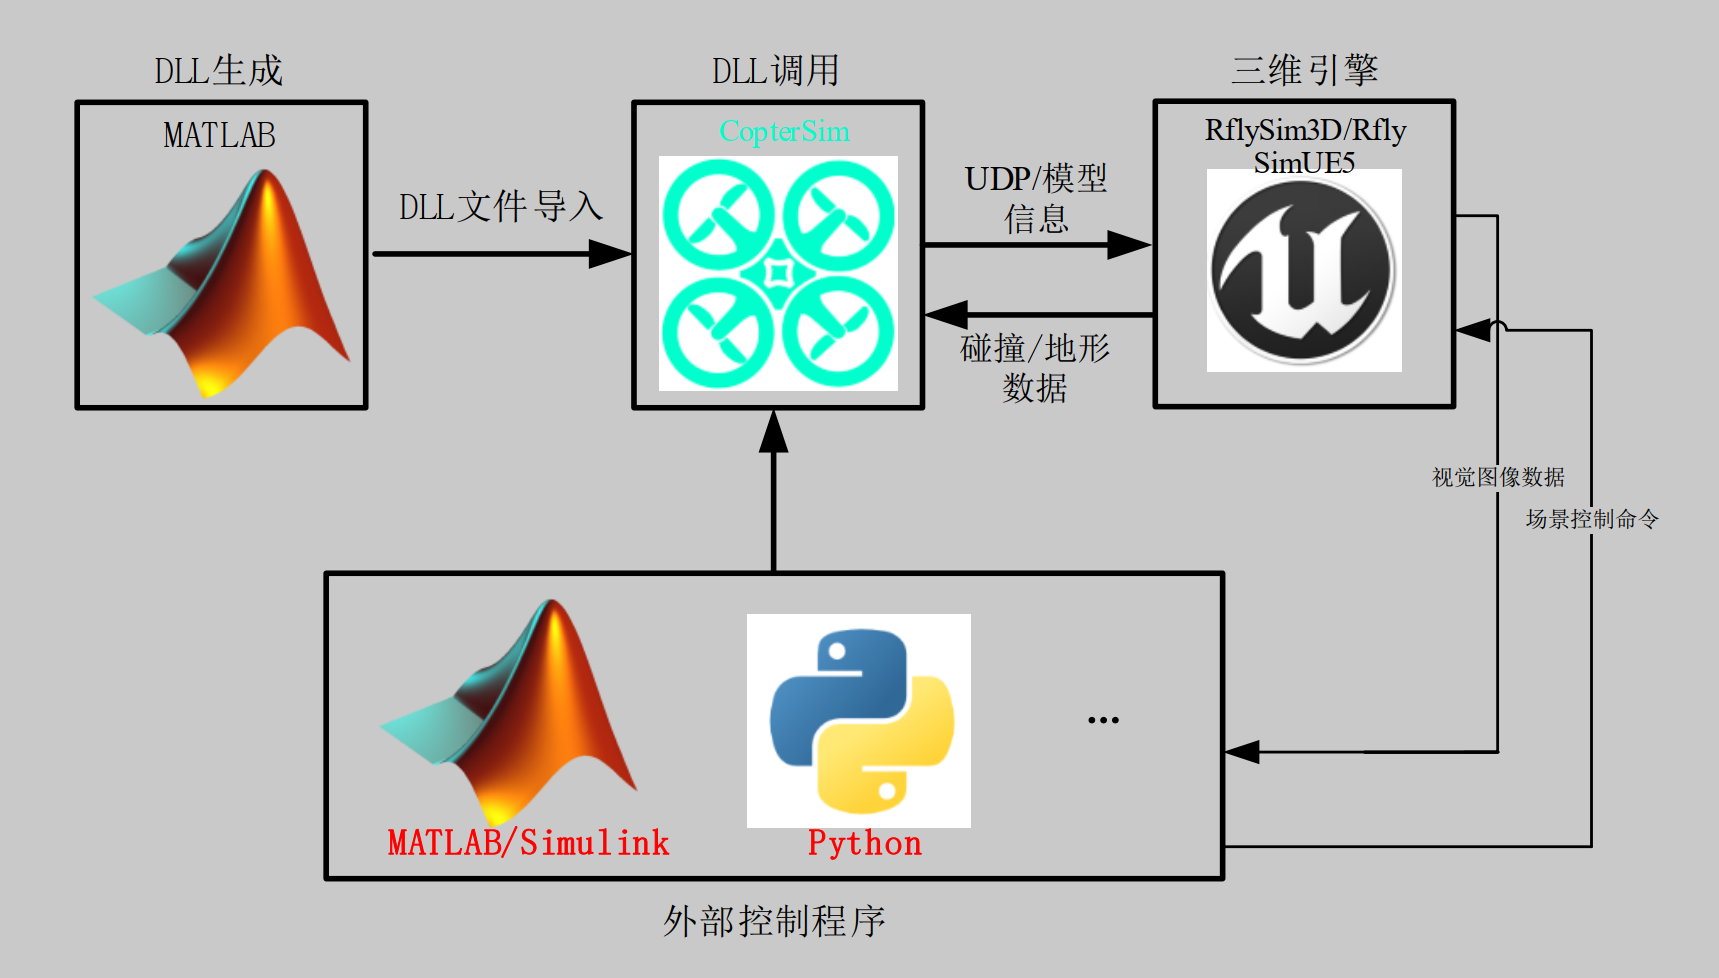 DLL生成
MATLAB
DLL文件导入
DLL调用
CopterSim
UDP/模型
信息
碰撞/地形
数据
三维引擎
RflySim3D/Rfly
SimUE5
视觉图像数据
场景控制命令
MATLAB/Simulink
Python
...
外部控制程序